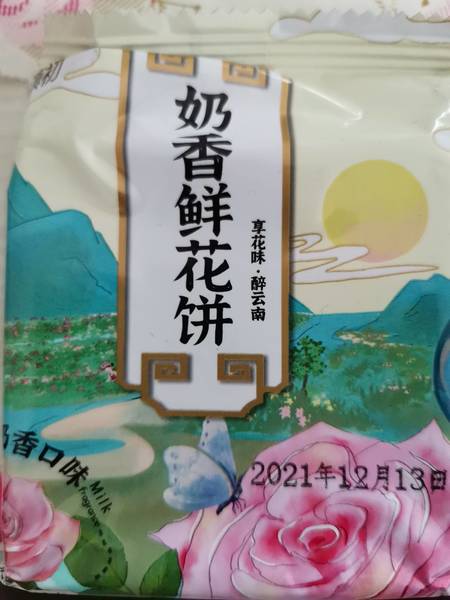 奶香鲜花饼
享花味·醉云南
奶香口味
Milk
Fragrance
2021年12月13日